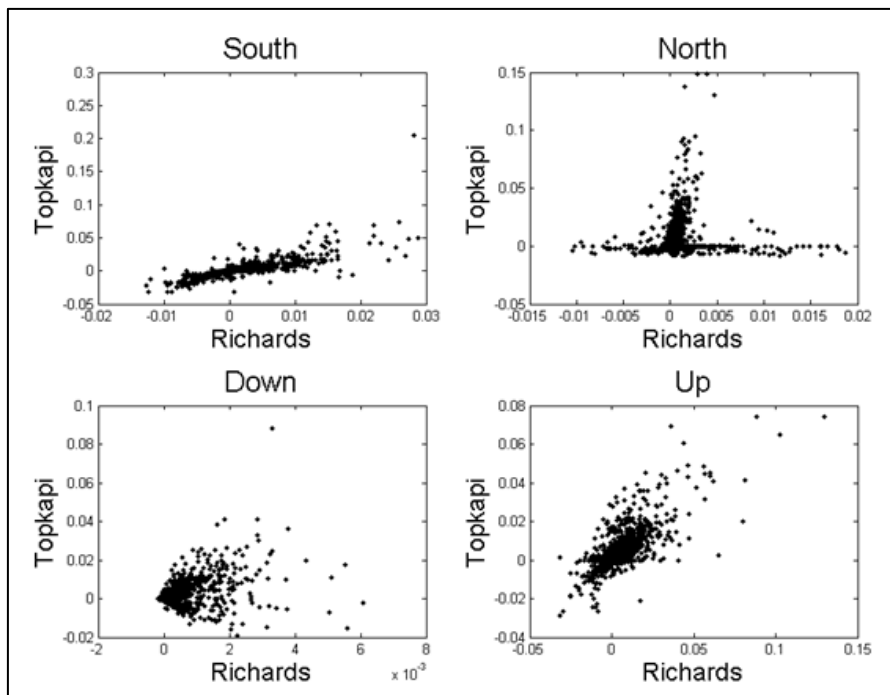 South
0.3
0.25
0.2
0.15
0.1
0.05
0
-0.05
-0.02 -0.01 0 0.01 0.02 0.03
Topkapi
Richards
North
0.15
0.1
0.05
0
-0.05
-0.015 -0.01 -0.005 0 0.005 0.01 0.015 0.02
Topkapi
Richards
Down
0.1
0.08
0.06
0.04
0.02
0
-0.02
-2 0 2 4 6 8
x 10⁻³
Topkapi
Richards
Up
0.08
0.06
0.04
0.02
0
-0.02
-0.04
-0.05 0 0.05 0.1 0.15
Topkapi
Richards